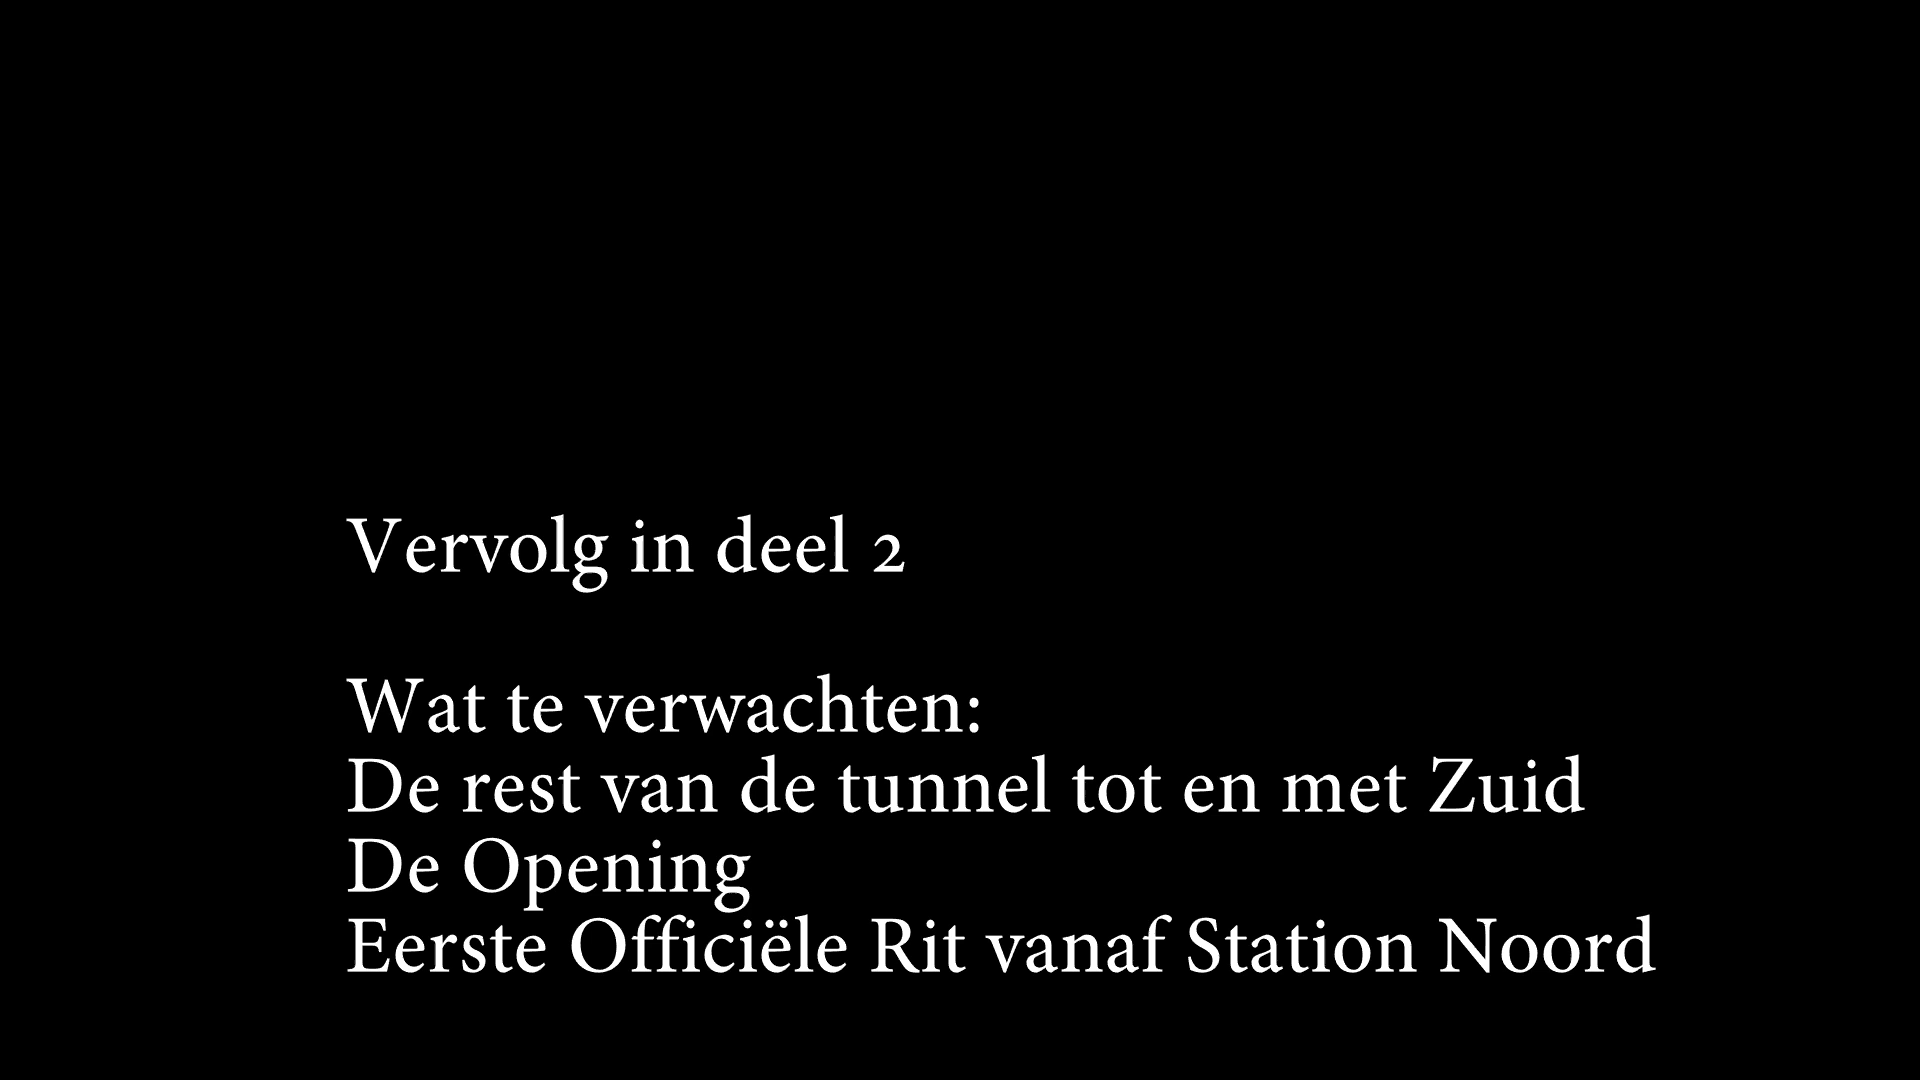 Vervolg in deel 2
Wat te verwachten:
De rest van de tunnel tot en met Zuid
De Opening
Eerste Officiële Rit vanaf Station Noord